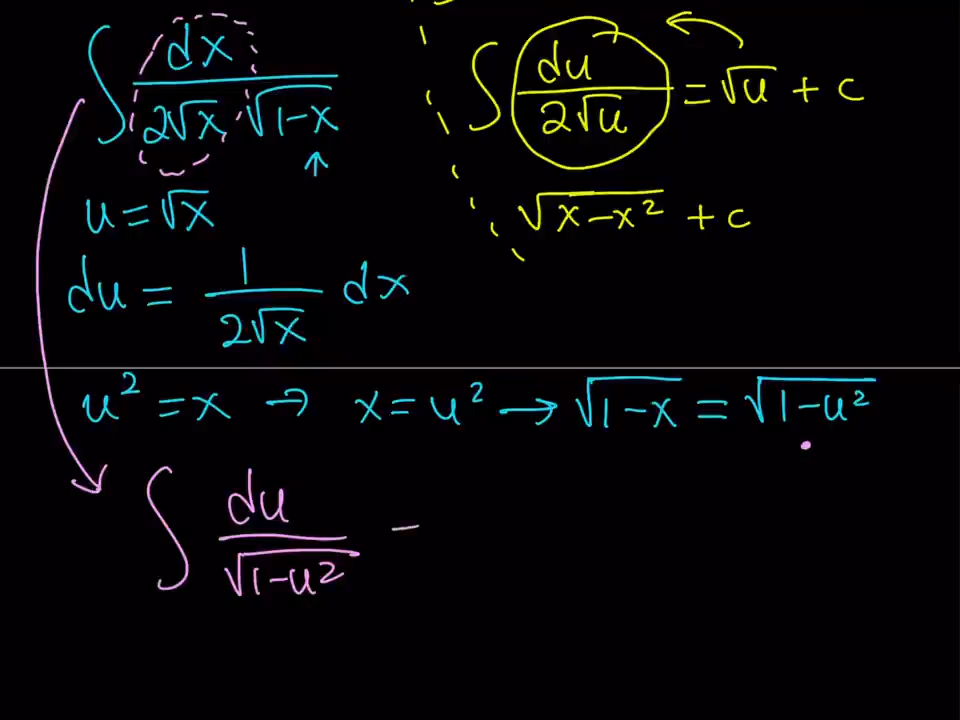 ∫ dx / (2√x √(1-x))
∫ du / (2√u) = √u + c
√(x-x²) + c
u = √x
du = 1/(2√x) dx
u² = x → x = u² → √(1-x) = √(1-u²)
∫ du / √(1-u²) -